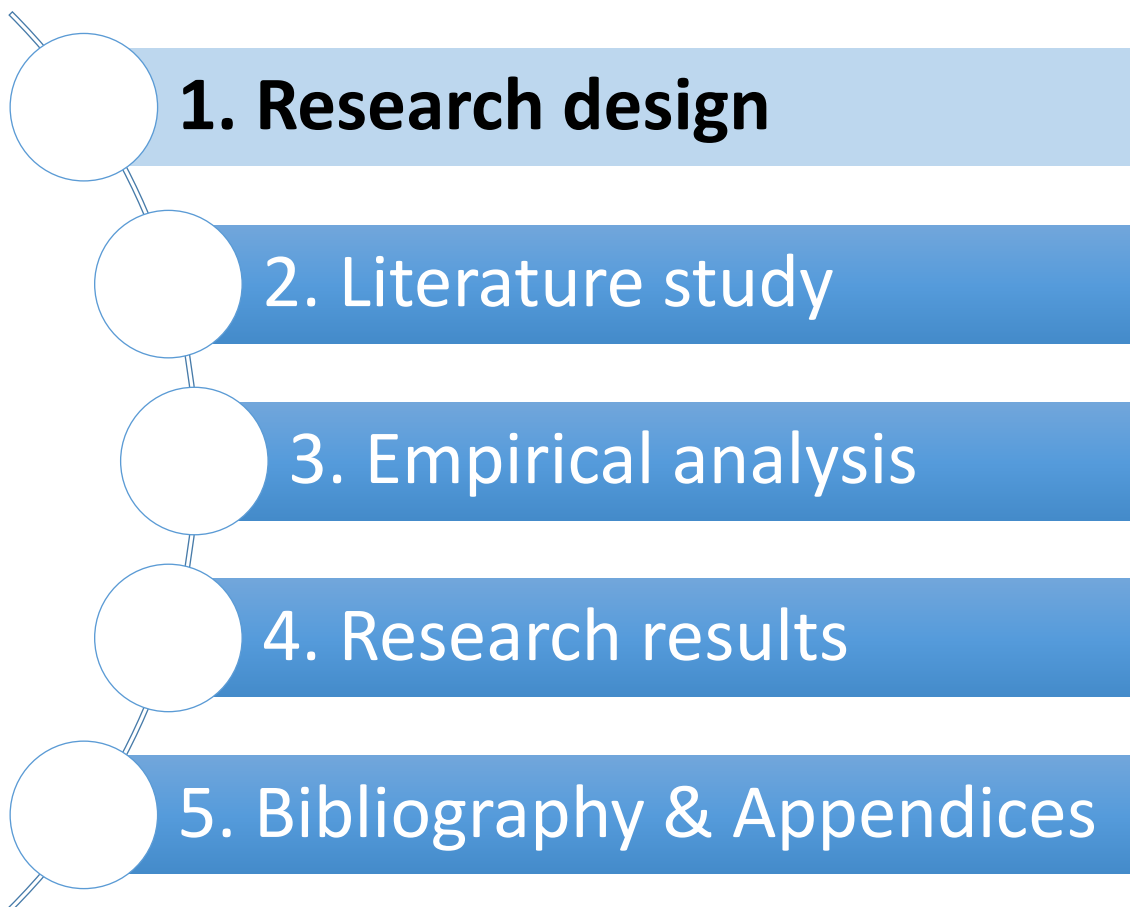 1. Research design
2. Literature study
3. Empirical analysis
4. Research results
5. Bibliography & Appendices